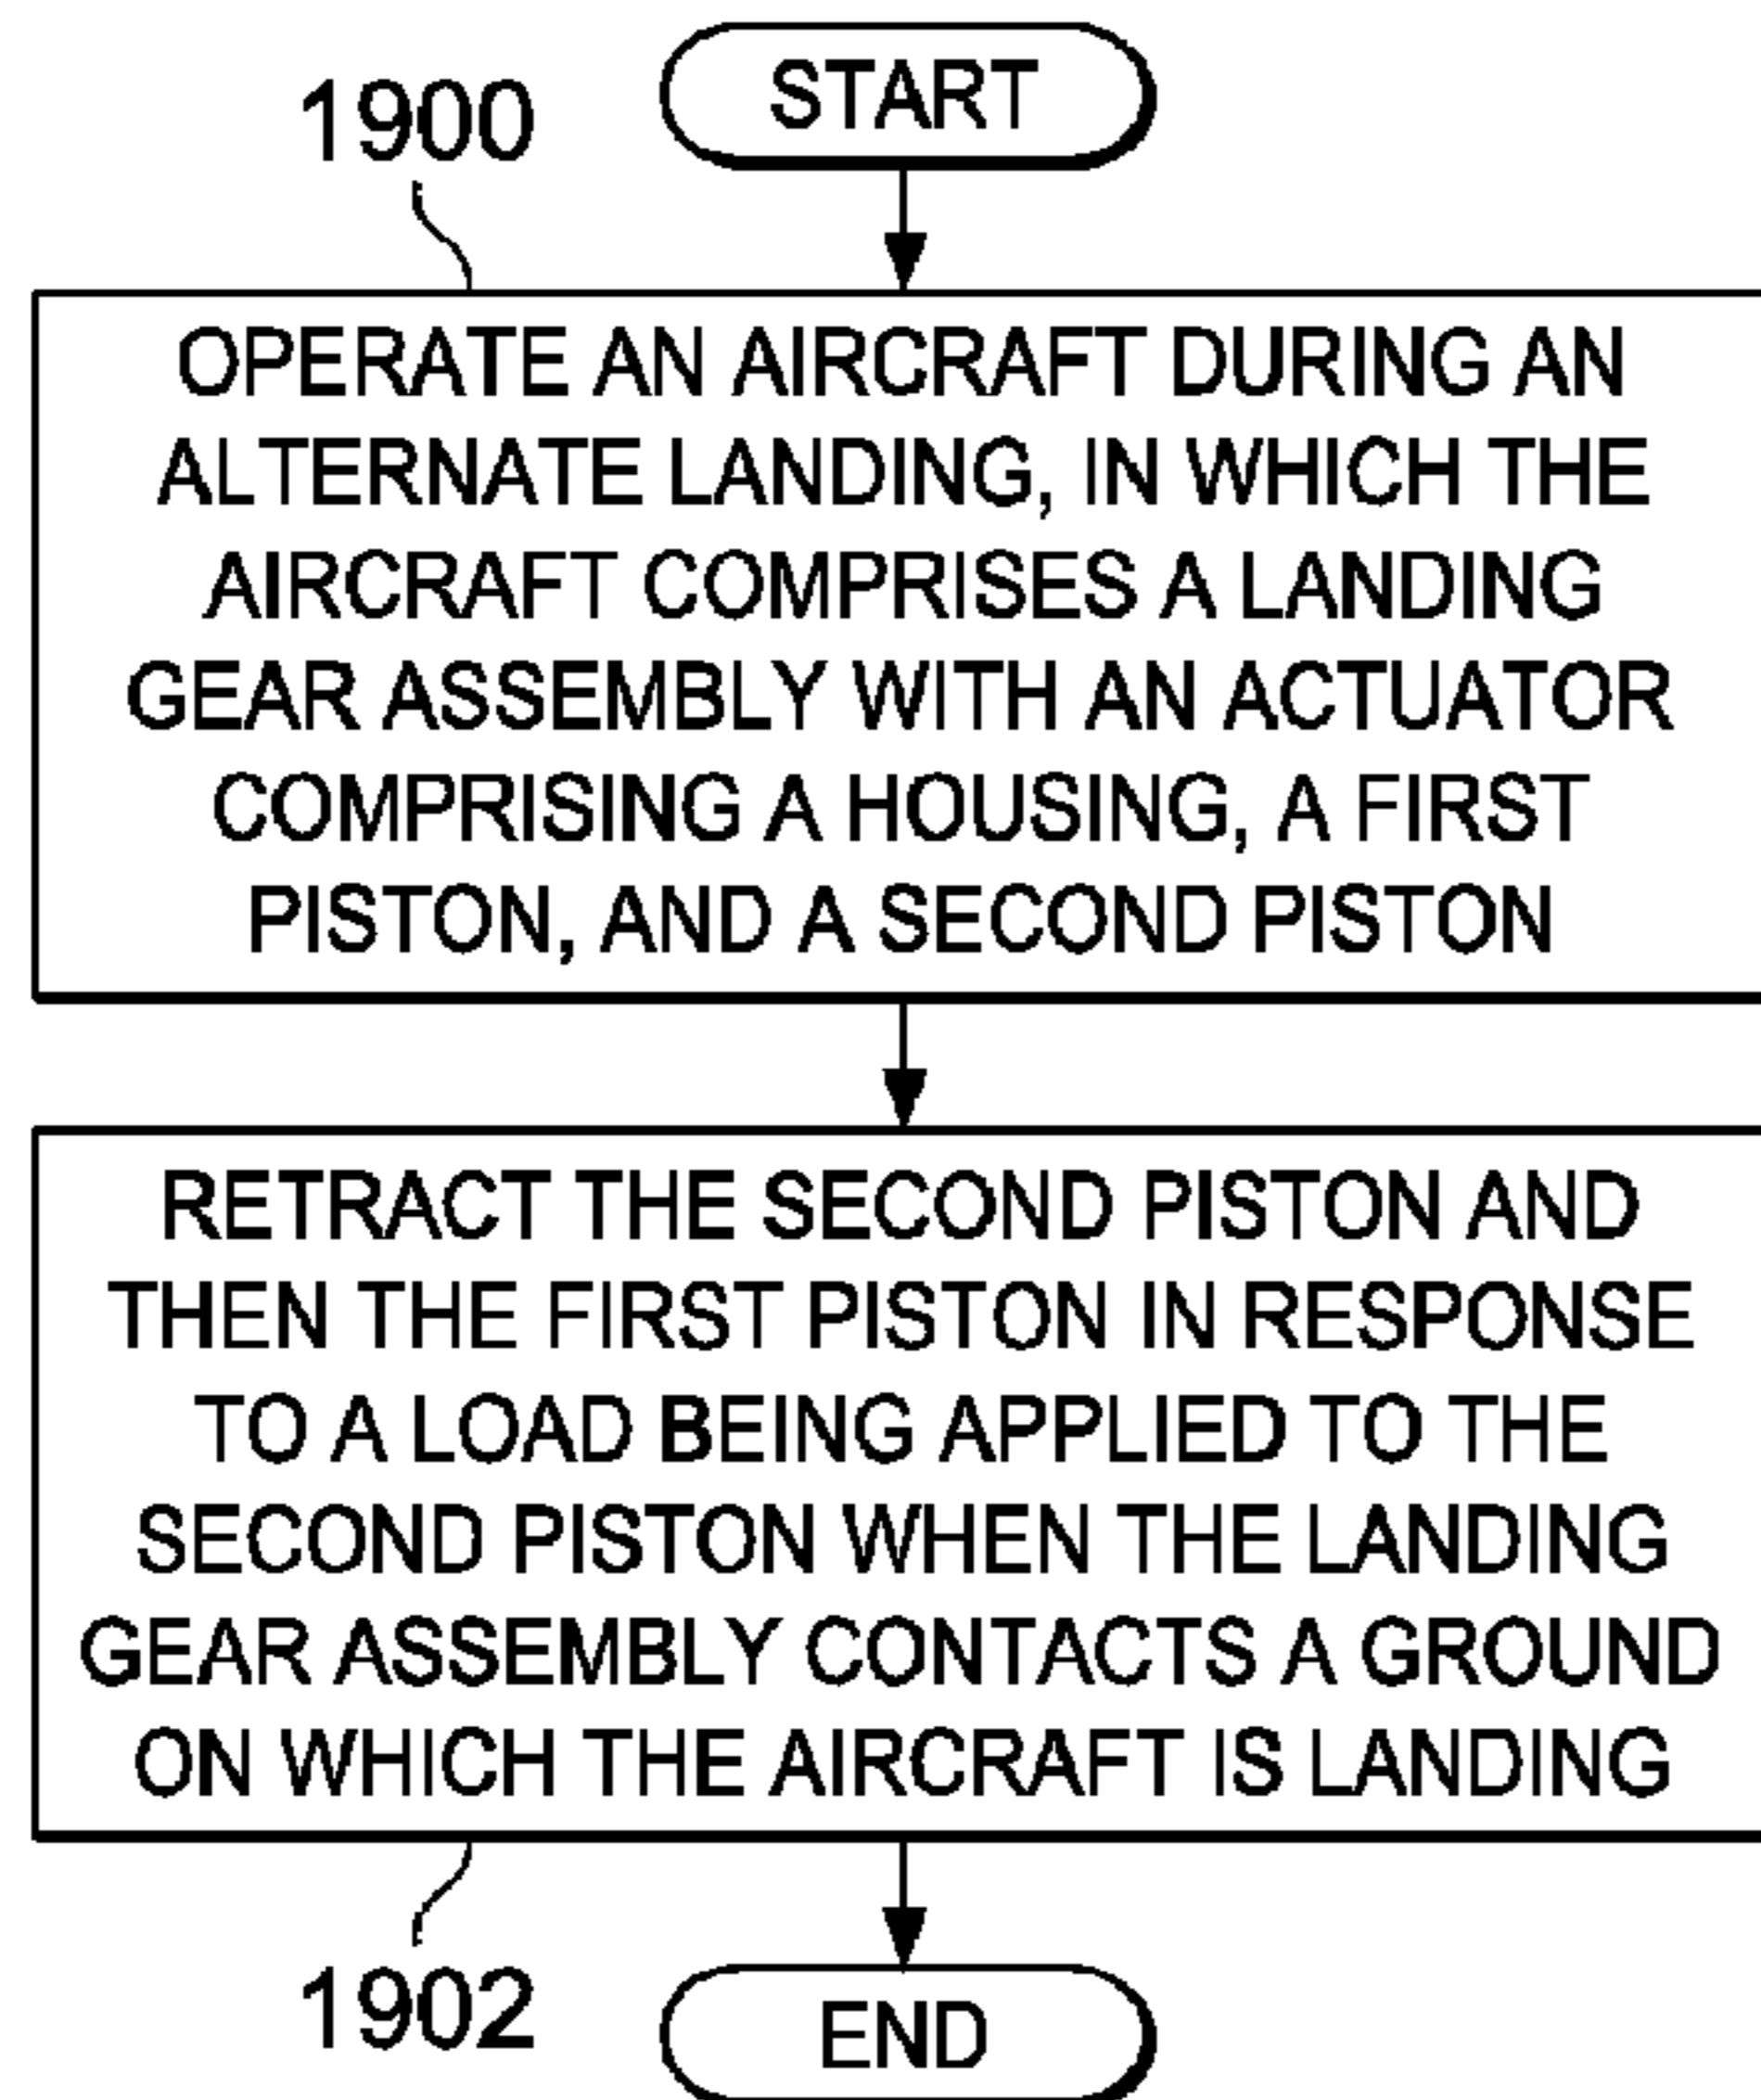 START
1900
OPERATE AN AIRCRAFT DURING AN
ALTERNATE LANDING, IN WHICH THE
AIRCRAFT COMPRISES A LANDING
GEAR ASSEMBLY WITH AN ACTUATOR
COMPRISING A HOUSING, A FIRST
PISTON, AND A SECOND PISTON
RETRACT THE SECOND PISTON AND
THEN THE FIRST PISTON IN RESPONSE
TO A LOAD BEING APPLIED TO THE
SECOND PISTON WHEN THE LANDING
GEAR ASSEMBLY CONTACTS A GROUND
ON WHICH THE AIRCRAFT IS LANDING
1902
END